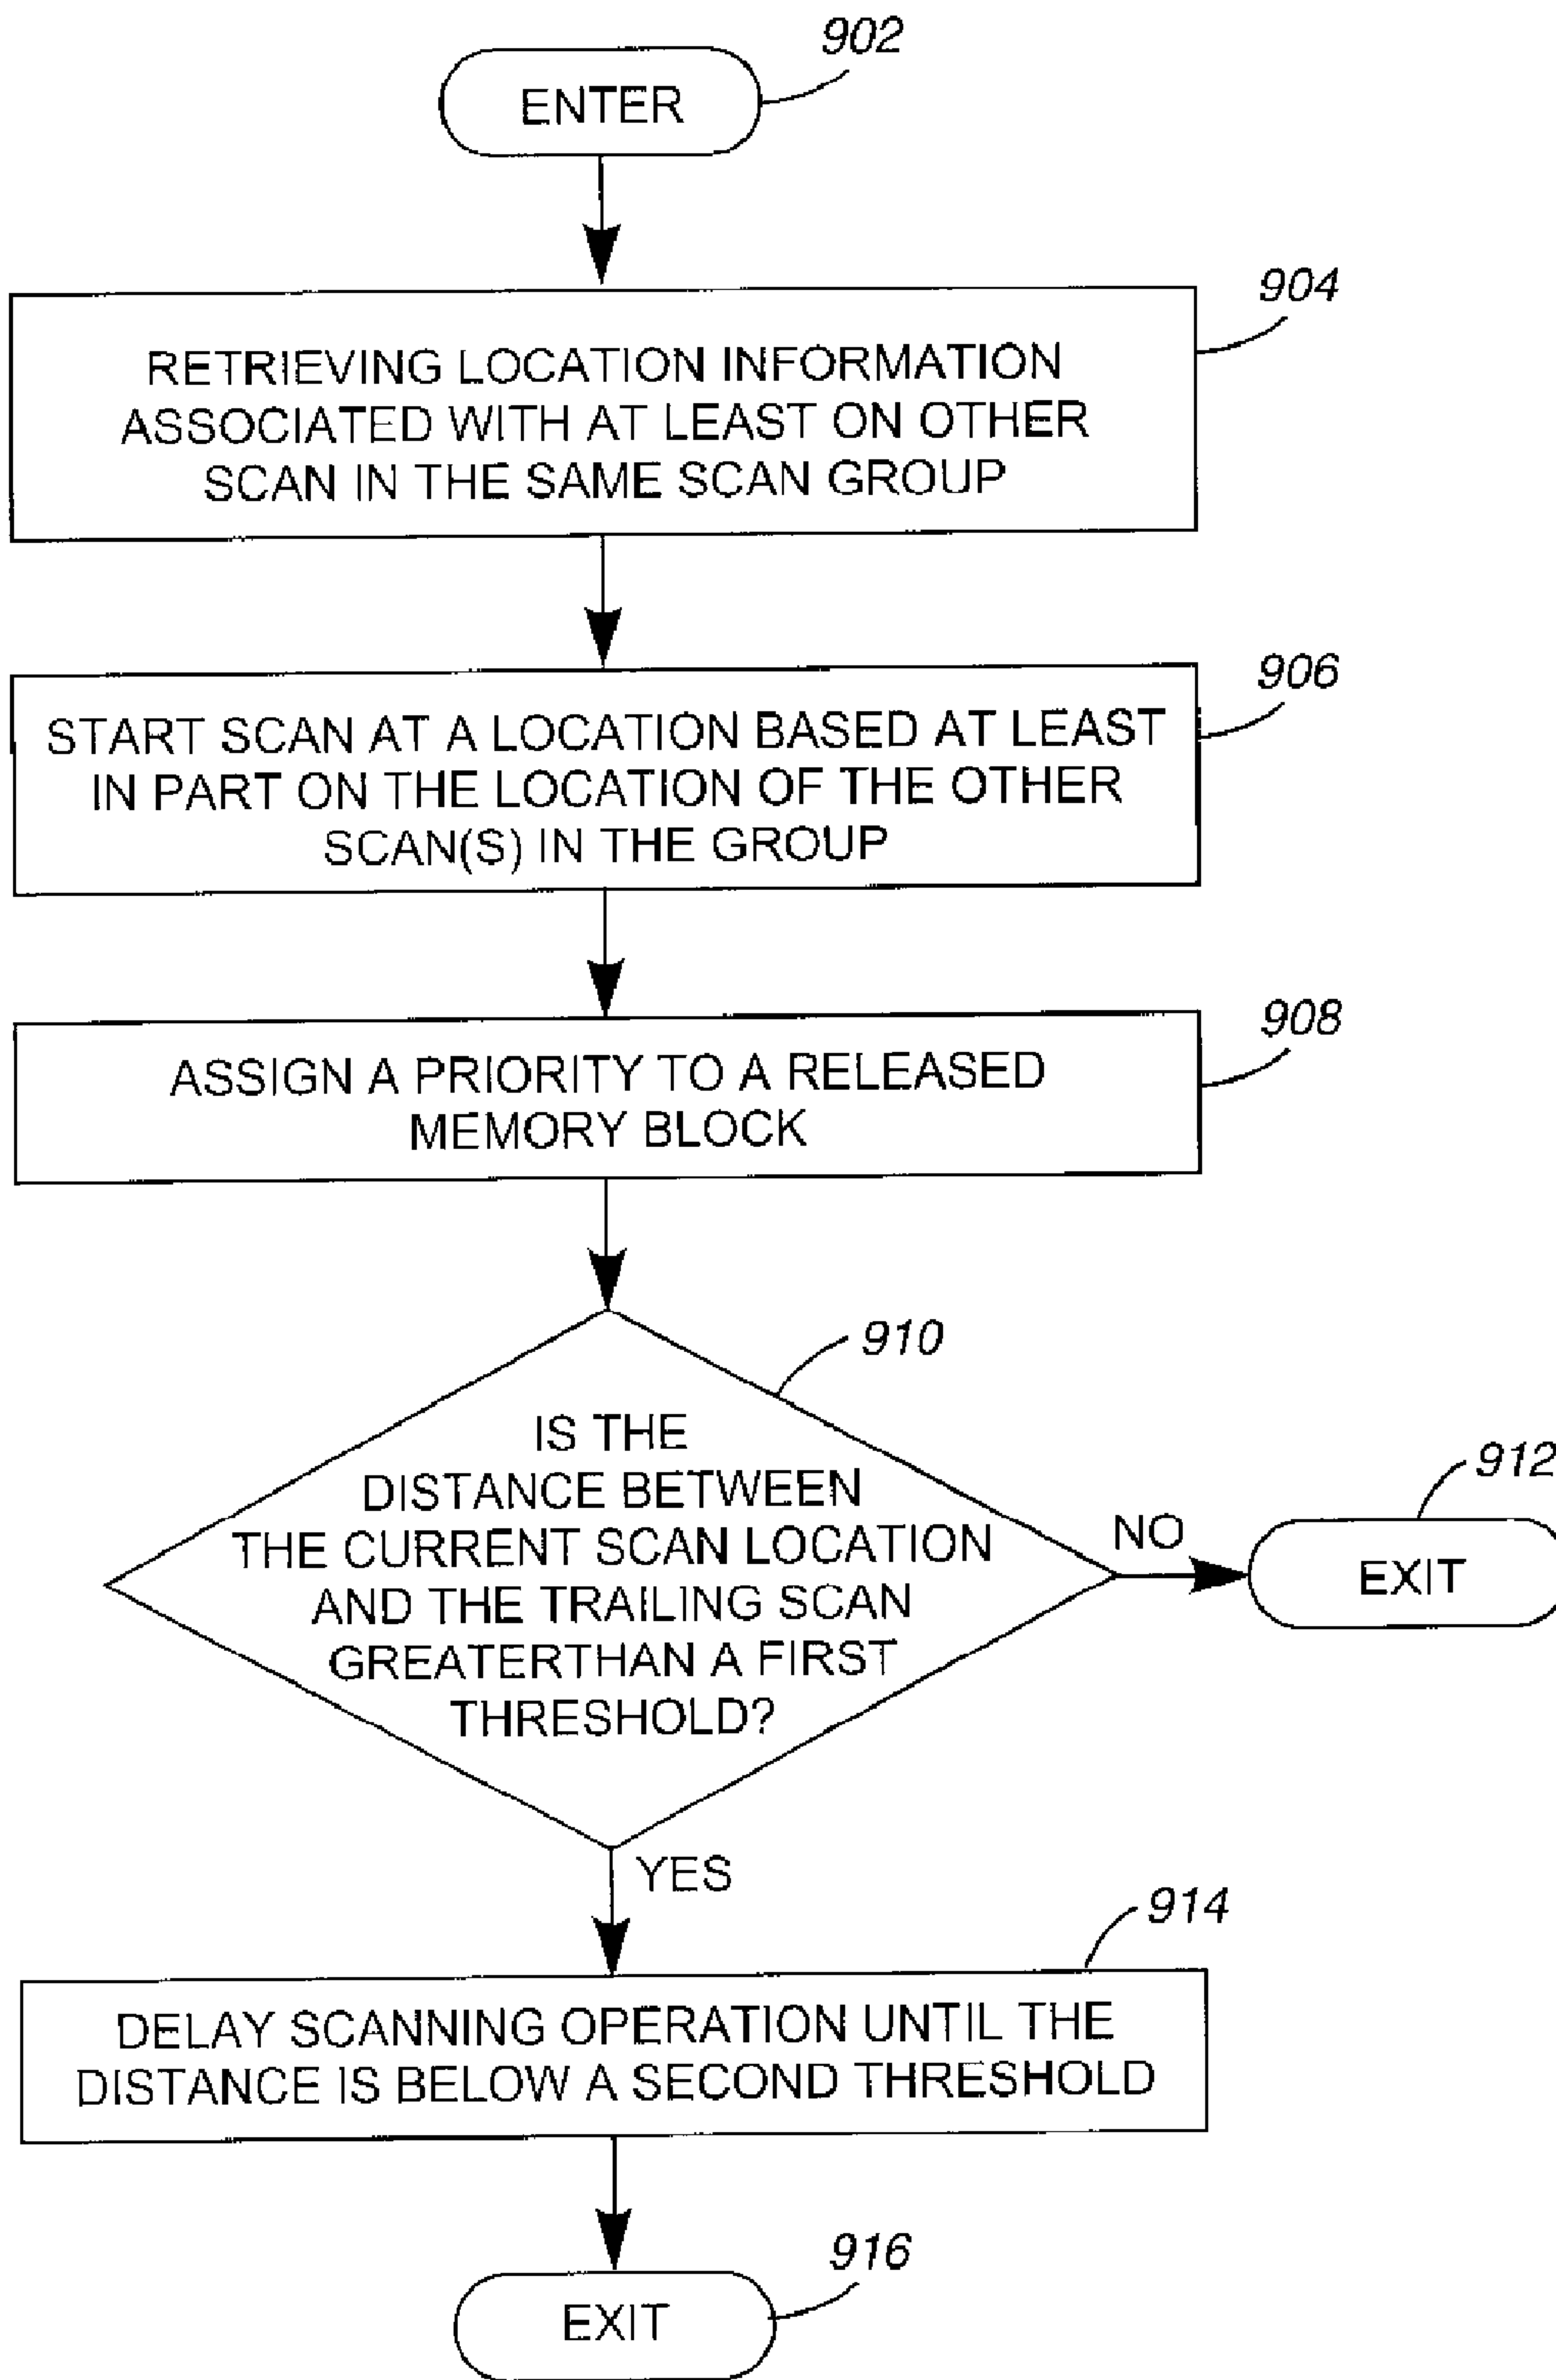 902
ENTER
904
RETRIEVING LOCATION INFORMATION
ASSOCIATED WITH AT LEAST ON OTHER
SCAN IN THE SAME SCAN GROUP
906
START SCAN AT A LOCATION BASED AT LEAST
IN PART ON THE LOCATION OF THE OTHER
SCAN(S) IN THE GROUP
908
ASSIGN A PRIORITY TO A RELEASED
MEMORY BLOCK
910
IS THE
DISTANCE BETWEEN
THE CURRENT SCAN LOCATION
AND THE TRAILING SCAN
GREATERTHAN A FIRST
THRESHOLD?
NO
912
EXIT
YES
914
DELAY SCANNING OPERATION UNTIL THE
DISTANCE IS BELOW A SECOND THRESHOLD
916
EXIT